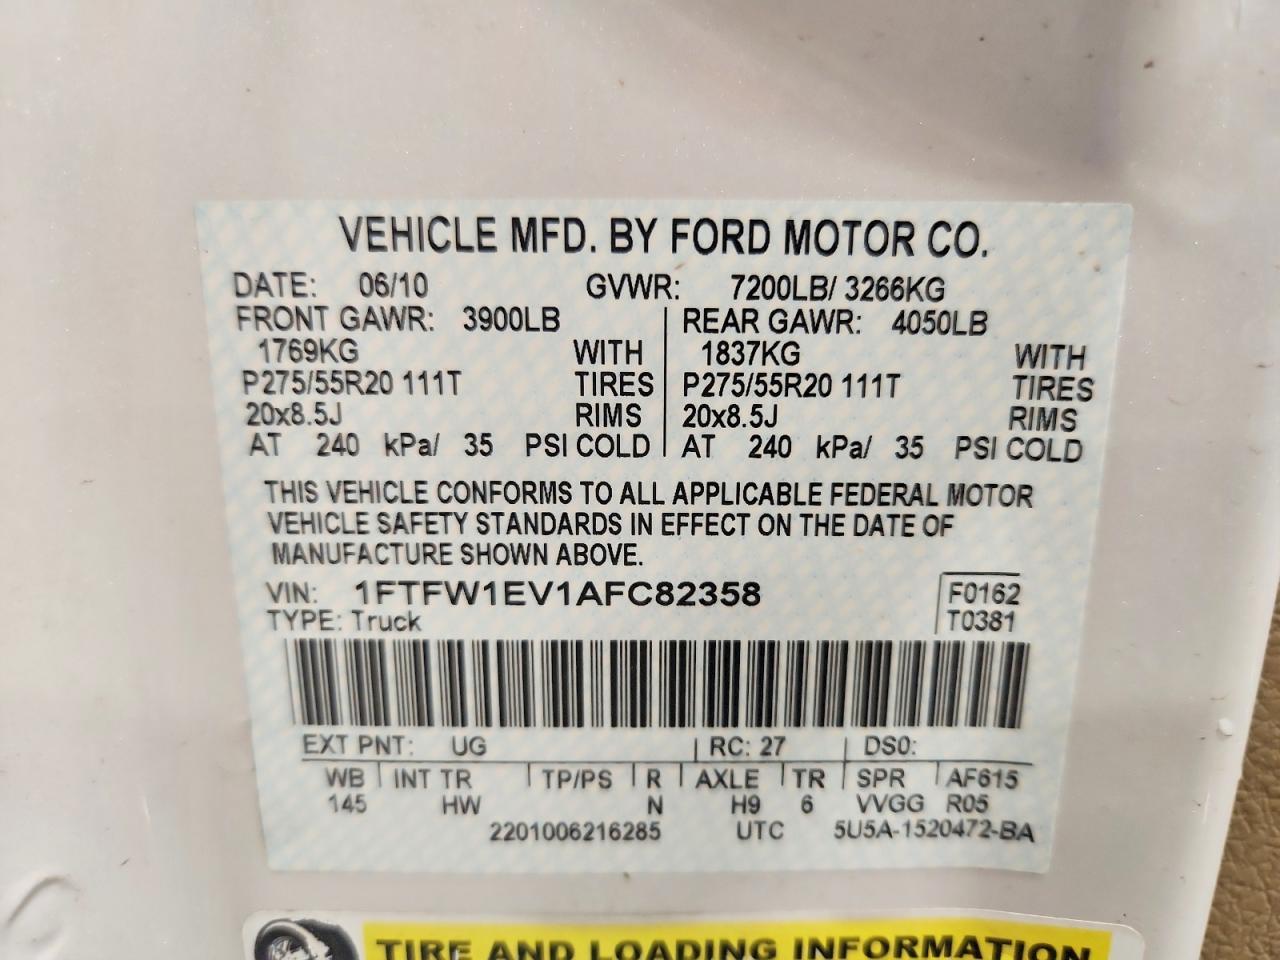 VEHICLE MFD. BY FORD MOTOR CO.
DATE: 06/10 GVWR: 7200LB/ 3266KG
FRONT GAWR: 3900LB REAR GAWR: 4050LB
1769KG WITH 1837KG WITH
P275/55R20 111T TIRES P275/55R20 111T TIRES
20x8.5J RIMS 20x8.5J RIMS
AT 240 kPa/ 35 PSI COLD AT 240 kPa/ 35 PSI COLD
THIS VEHICLE CONFORMS TO ALL APPLICABLE FEDERAL MOTOR
VEHICLE SAFETY STANDARDS IN EFFECT ON THE DATE OF
MANUFACTURE SHOWN ABOVE.
VIN: 1FTFW1EV1AFC82358 F0162
TYPE: Truck T0381
EXT PNT: UG RC: 27 DS0:
WB INT TR TP/PS R AXLE TR SPR AF615
145 HW N H9 6 VVGG R05
2201006216285 UTC 5U5A-1520472-BA
TIRE AND LOADING INFORMATION